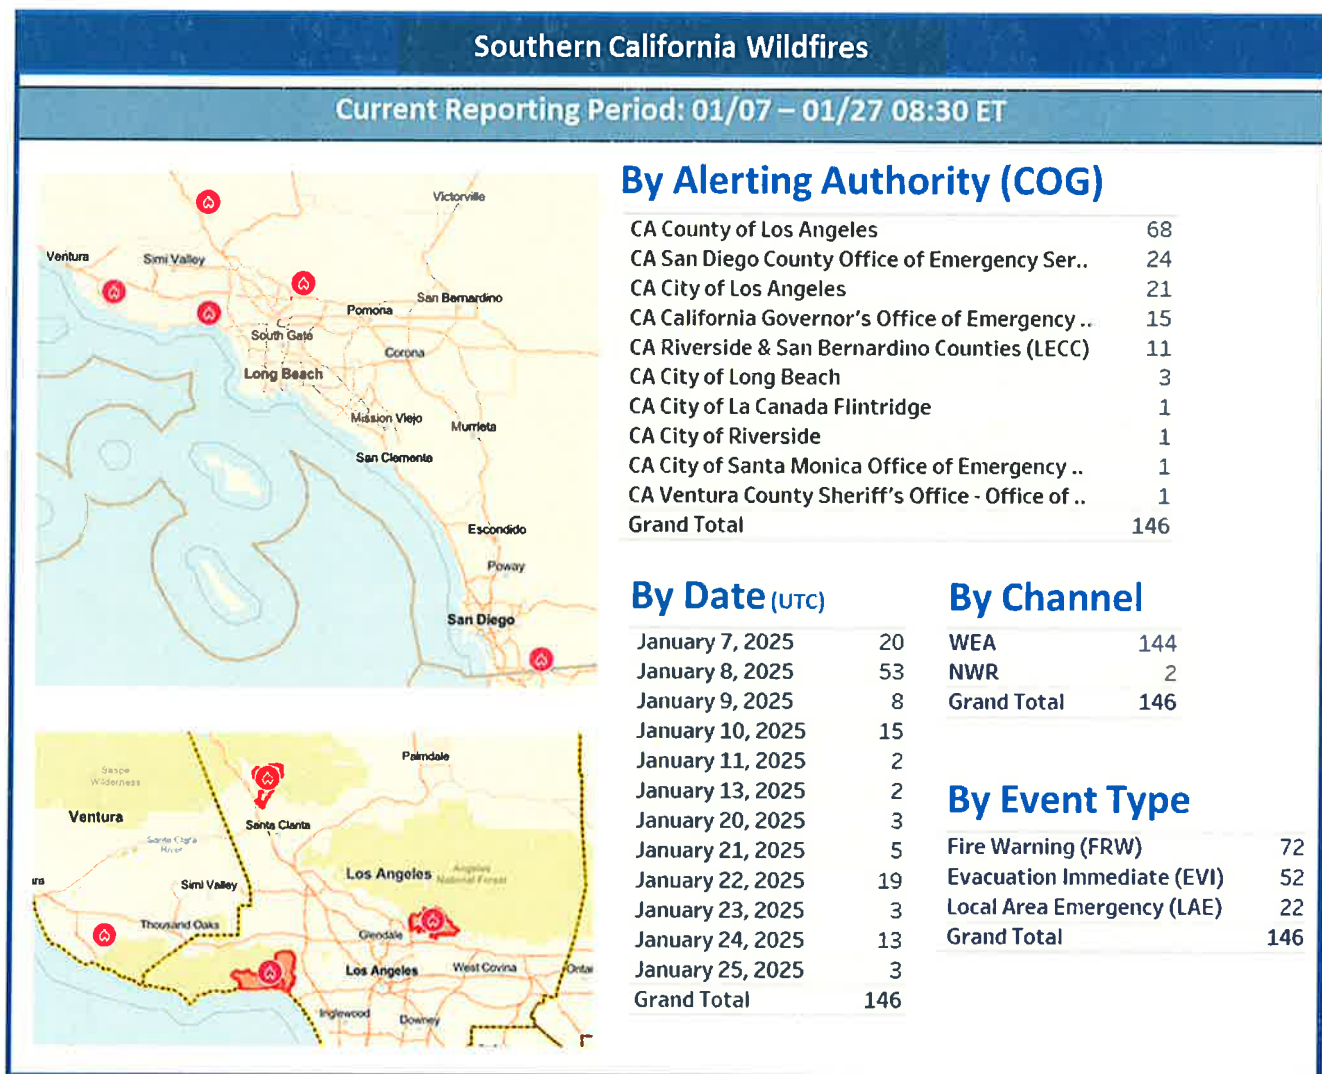 Southern California Wildfires
Current Reporting Period: 01/07 – 01/27 08:30 ET
Victorville
Ventura
Simi Valley
San Bernardino
Pomona
South Gate
Corona
Long Beach
Mission Viejo
Murrieta
San Clemente
Escondido
Poway
San Diego
By Alerting Authority (COG)
CA County of Los Angeles 68
CA San Diego County Office of Emergency Ser.. 24
CA City of Los Angeles 21
CA California Governor's Office of Emergency .. 15
CA Riverside & San Bernardino Counties (LECC) 11
CA City of Long Beach 3
CA City of La Canada Flintridge 1
CA City of Riverside 1
CA City of Santa Monica Office of Emergency .. 1
CA Ventura County Sheriff's Office - Office of .. 1
Grand Total 146
By Date (UTC)
January 7, 2025 20
January 8, 2025 53
January 9, 2025 8
January 10, 2025 15
January 11, 2025 2
January 13, 2025 2
January 20, 2025 3
January 21, 2025 5
January 22, 2025 19
January 23, 2025 3
January 24, 2025 13
January 25, 2025 3
Grand Total 146
By Channel
WEA 144
NWR 2
Grand Total 146
By Event Type
Fire Warning (FRW) 72
Evacuation Immediate (EVI) 52
Local Area Emergency (LAE) 22
Grand Total 146
Palmdale
Sespe
Wilderness
Ventura
Santa Clarita
Santa Clara
River
Los Angeles
Angeles
National Forest
Simi Valley
Thousand Oaks
Glendale
Los Angeles
West Covina
Ontar
Inglewood
Downey